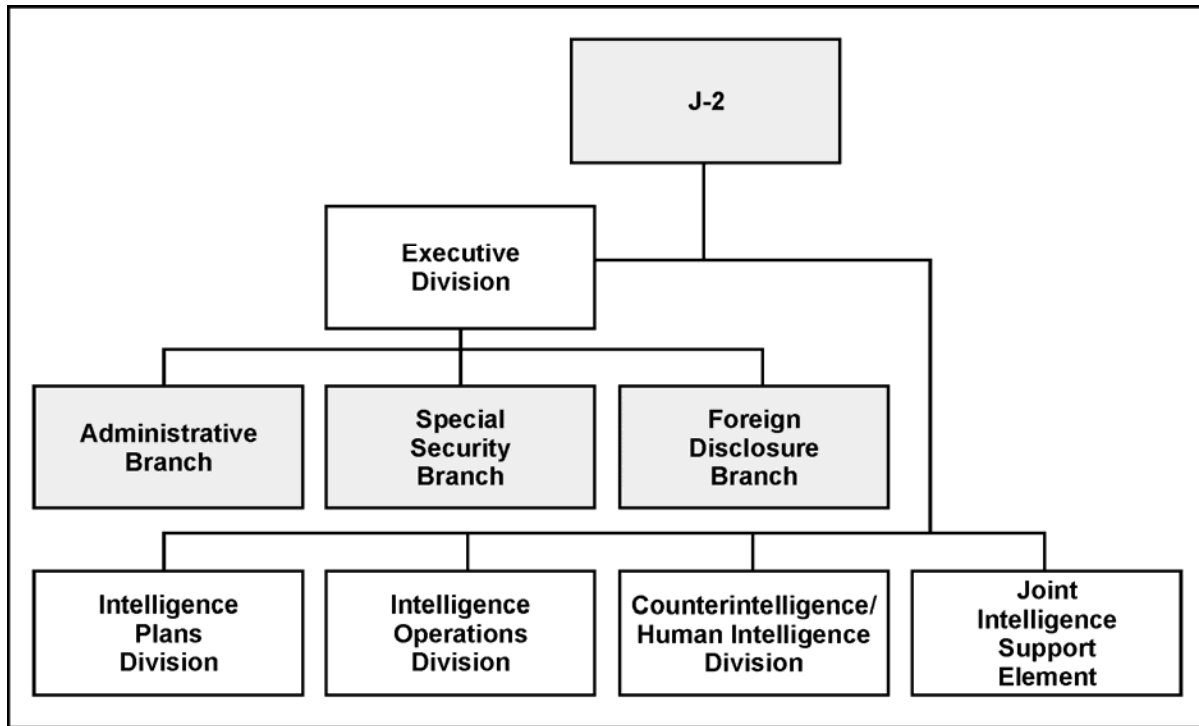 J-2
Executive
Division
Administrative
Branch
Special
Security
Branch
Foreign
Disclosure
Branch
Intelligence
Plans
Division
Intelligence
Operations
Division
Counterintelligence/
Human Intelligence
Division
Joint
Intelligence
Support
Element